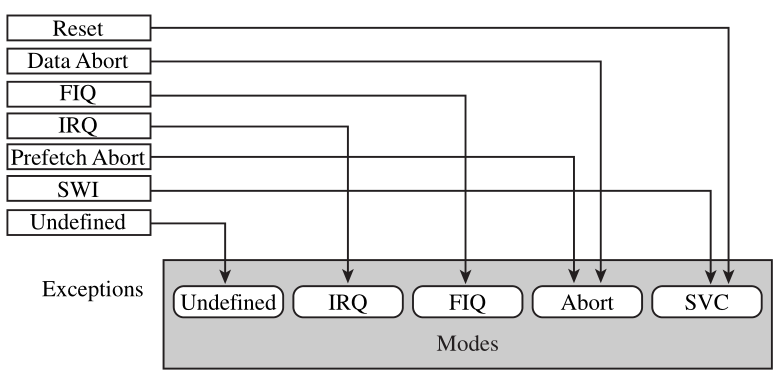 Reset
Data Abort
FIQ
IRQ
Prefetch Abort
SWI
Undefined
Exceptions
Undefined IRQ FIQ Abort SVC
Modes